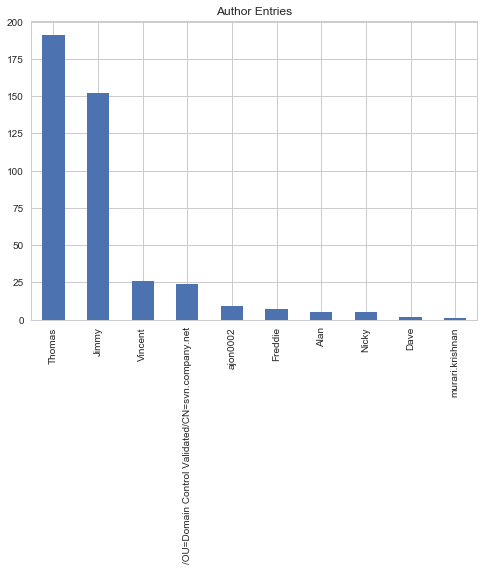 Author Entries
200
175
150
125
100
75
50
25
0
Thomas
Jimmy
Vincent
/OU=Domain Control Validated/CN=svn.company.net
ajon0002
Freddie
Alan
Nicky
Dave
murari.krishnan